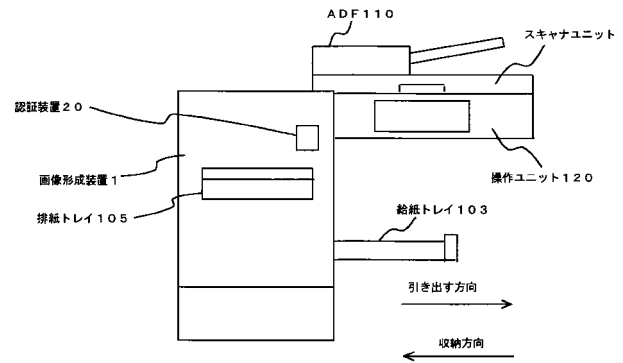 ADF110
スキャナユニット
認証装置20
画像形成装置1
操作ユニット120
排紙トレイ105
給紙トレイ103
引き出す方向
収納方向